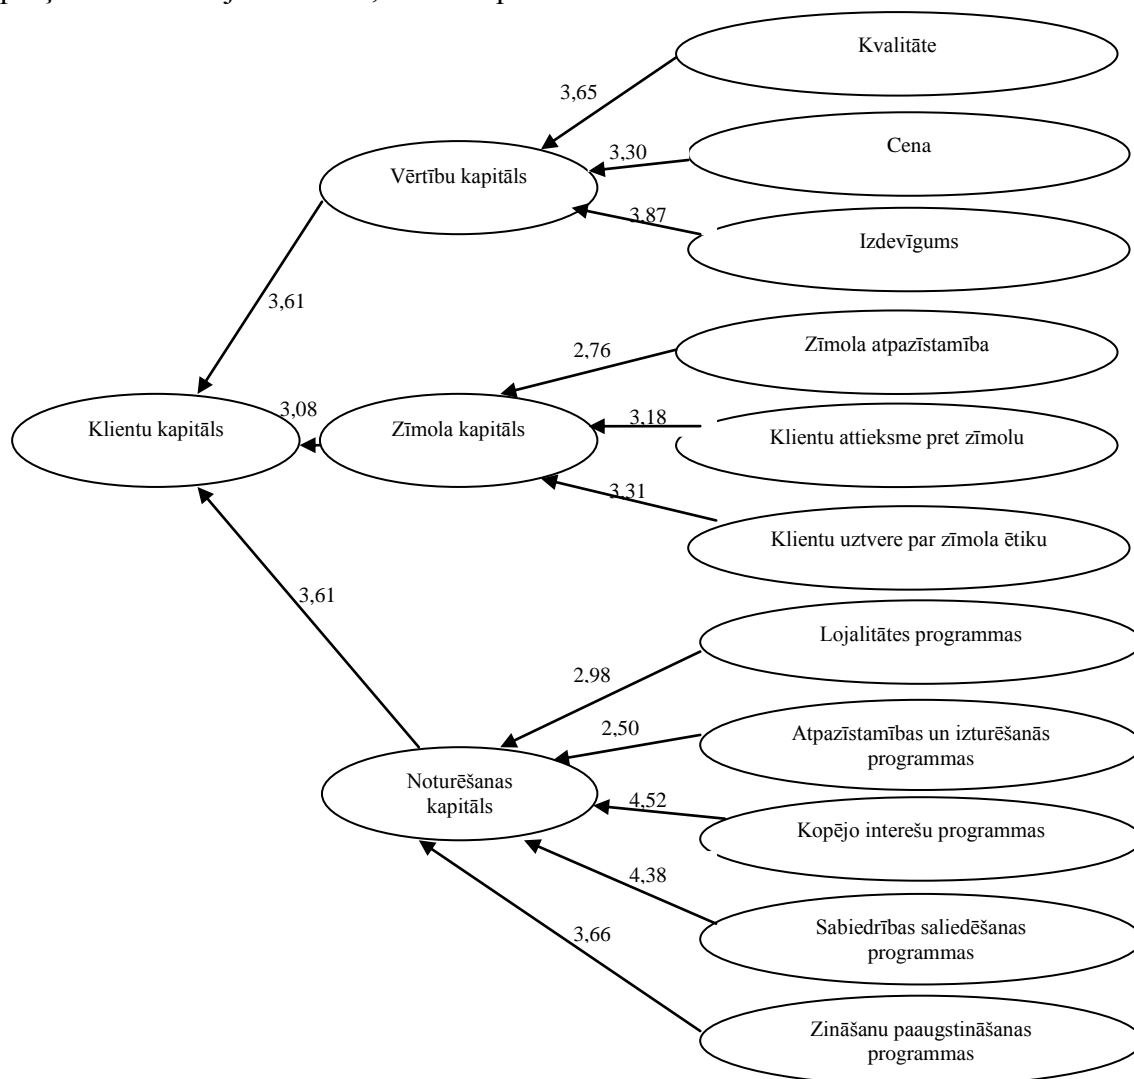 Kvalitāte
3,65
Cena
3,30
Vērtību kapitāls
3,87
Izdevīgums
3,61
Zīmola atpazīstamība
2,76
3,08
3,18
Klientu kapitāls
Zīmola kapitāls
Klientu attieksme pret zīmolu
3,31
Klientu uztvere par zīmola ētiku
3,61
Lojalitātes programmas
2,98
2,50
Atpazīstamības un izturēšanās
programmas
Noturēšanas
kapitāls
4,52
Kopējo interešu programmas
4,38
Sabiedrības saliedēšanas
programmas
3,66
Zināšanu paaugstināšanas
programmas